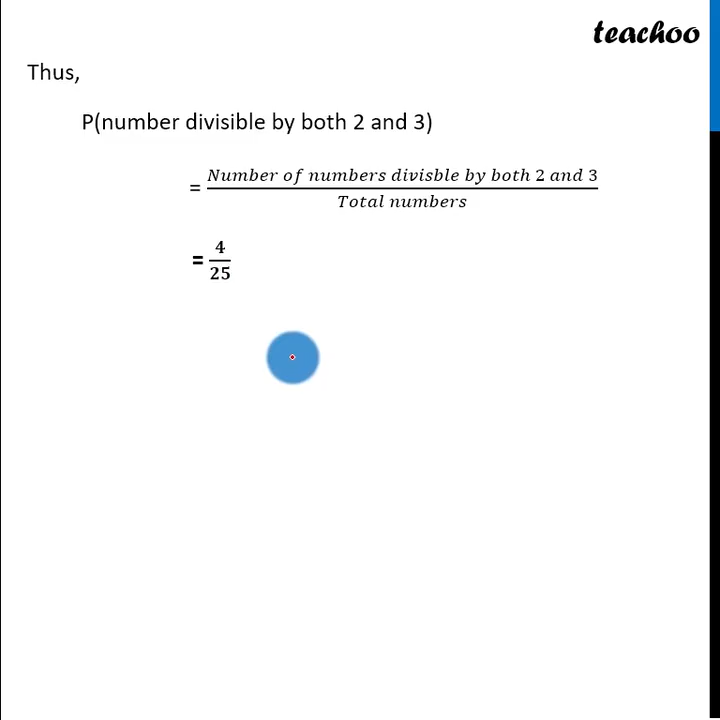 teachoo
Thus,
P(number divisible by both 2 and 3)
= Number of numbers divisble by both 2 and 3 / Total numbers
= 4/25